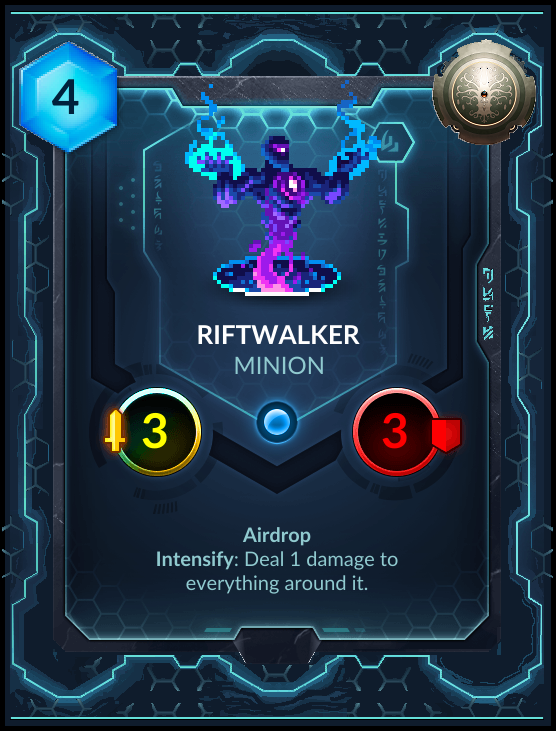 4
RIFTWALKER
MINION
3
3
Airdrop
Intensify: Deal 1 damage to
everything around it.